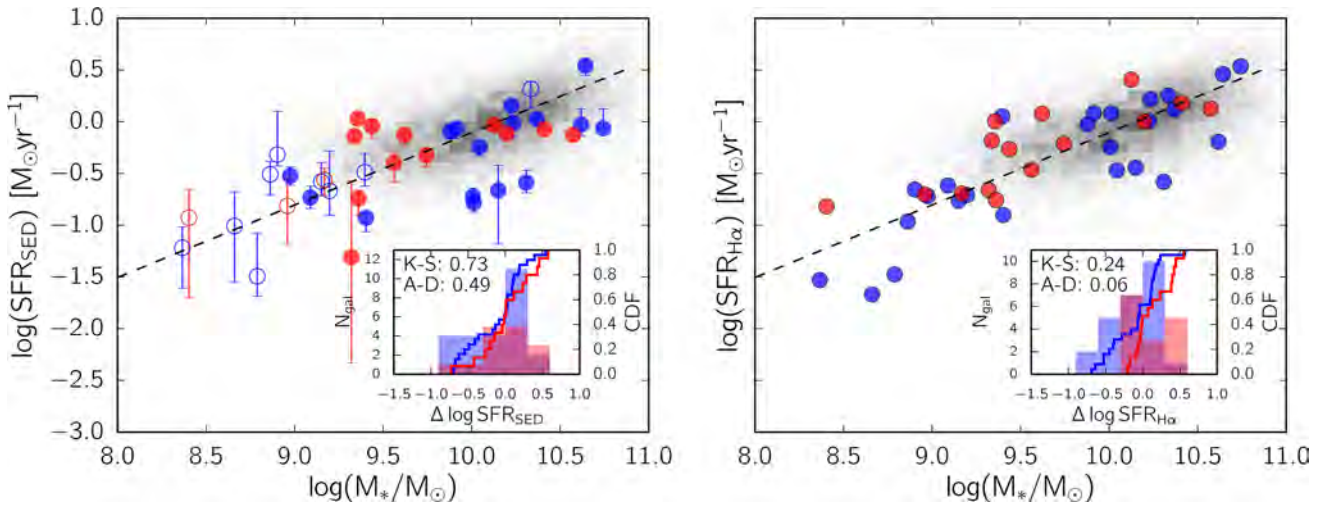 log(SFR_SED) [M⊙yr⁻¹]
1.0
0.5
0.0
−0.5
−1.0
−1.5
−2.0
−2.5
−3.0
8.0 8.5 9.0 9.5 10.0 10.5 11.0
log(M*/M⊙)
K-S: 0.73
A-D: 0.49
N_gal
12
10
8
6
4
2
0
1.0
0.8
0.6
0.4
0.2
0.0
CDF
−1.5 −1.0 −0.5 0.0 0.5 1.0
Δ log SFR_SED
log(SFR_Hα) [M⊙yr⁻¹]
8.0 8.5 9.0 9.5 10.0 10.5 11.0
log(M*/M⊙)
K-S: 0.24
A-D: 0.06
N_gal
10
8
6
4
2
0
1.0
0.8
0.6
0.4
0.2
0.0
CDF
−1.5 −1.0 −0.5 0.0 0.5 1.0
Δ log SFR_Hα